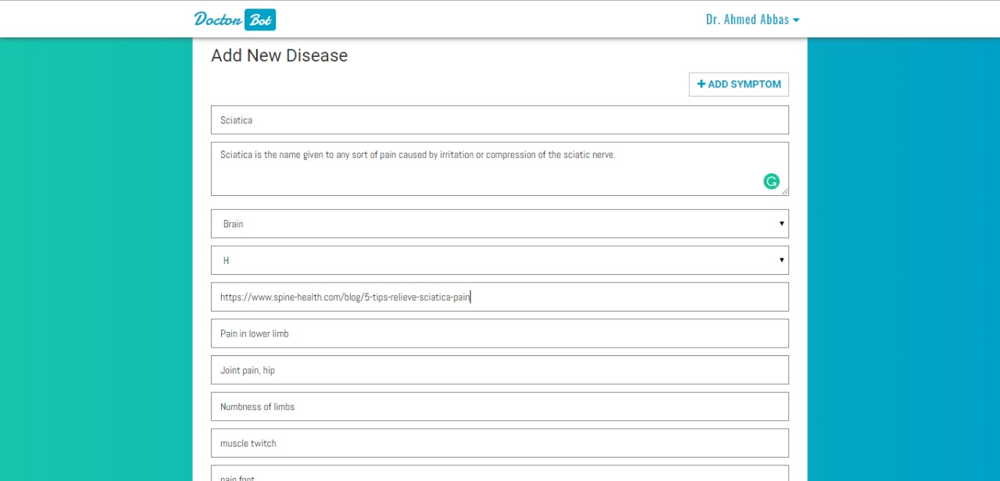 Doctor Bot
Dr. Ahmed Abbas
Add New Disease
ADD SYMPTOM
Sciatica
Sciatica is the name given to any sort of pain caused by irritation or compression of the sciatic nerve.
Brain
H
https://www.spine-health.com/blog/5-tips-relieve-sciatica-pain
Pain in lower limb
Joint pain, hip
Numbness of limbs
muscle twitch
pain foot